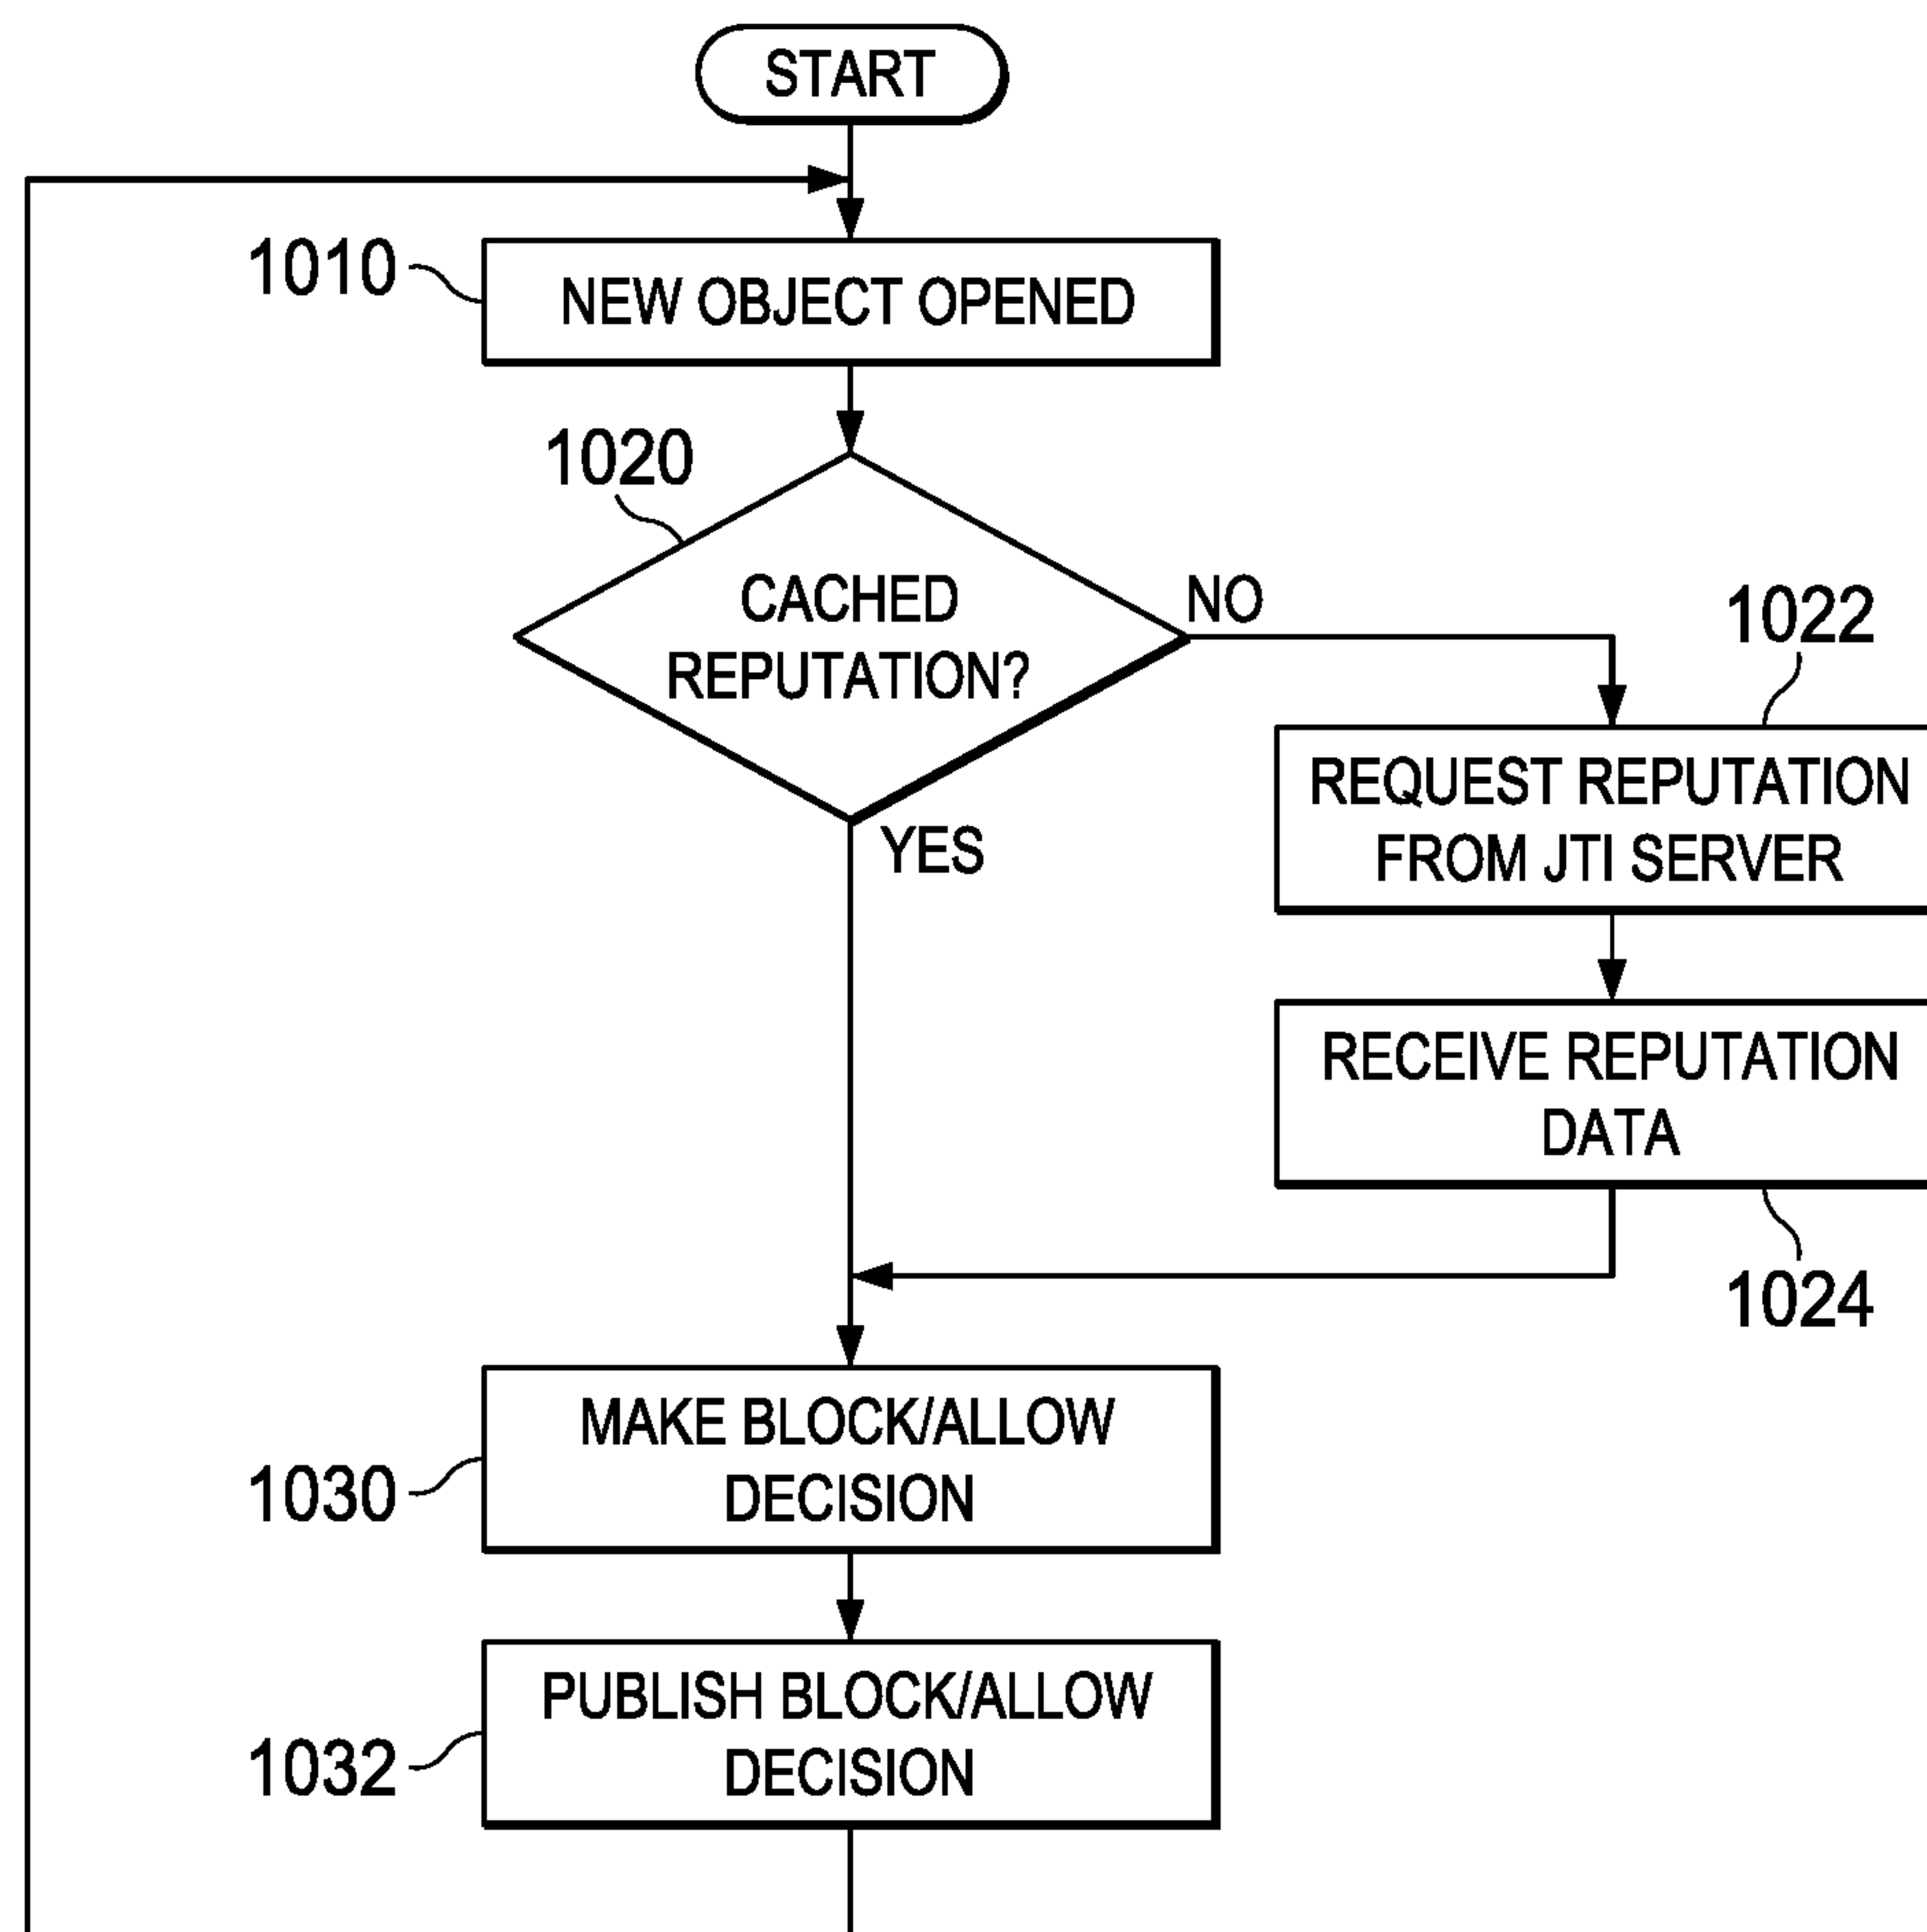 START
1010
NEW OBJECT OPENED
1020
CACHED
REPUTATION?
NO
YES
1022
REQUEST REPUTATION
FROM JTI SERVER
RECEIVE REPUTATION
DATA
1024
1030
MAKE BLOCK/ALLOW
DECISION
1032
PUBLISH BLOCK/ALLOW
DECISION